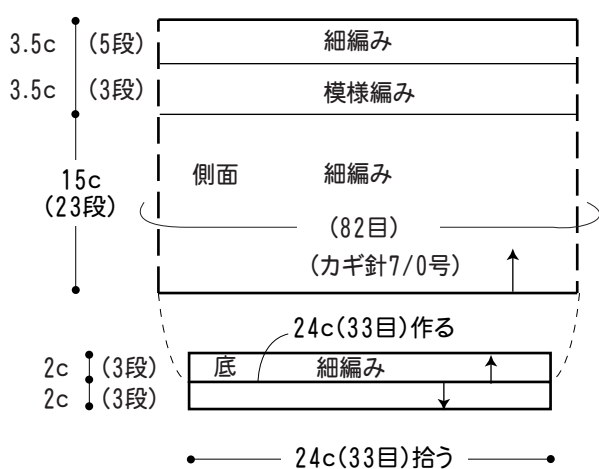 3.5c (5段) 細編み
3.5c (3段) 模様編み
15c
(23段)
側面 細編み
(82目)
(カギ針7/0号)
24c(33目)作る
2c (3段) 底 細編み
2c (3段)
24c(33目)拾う